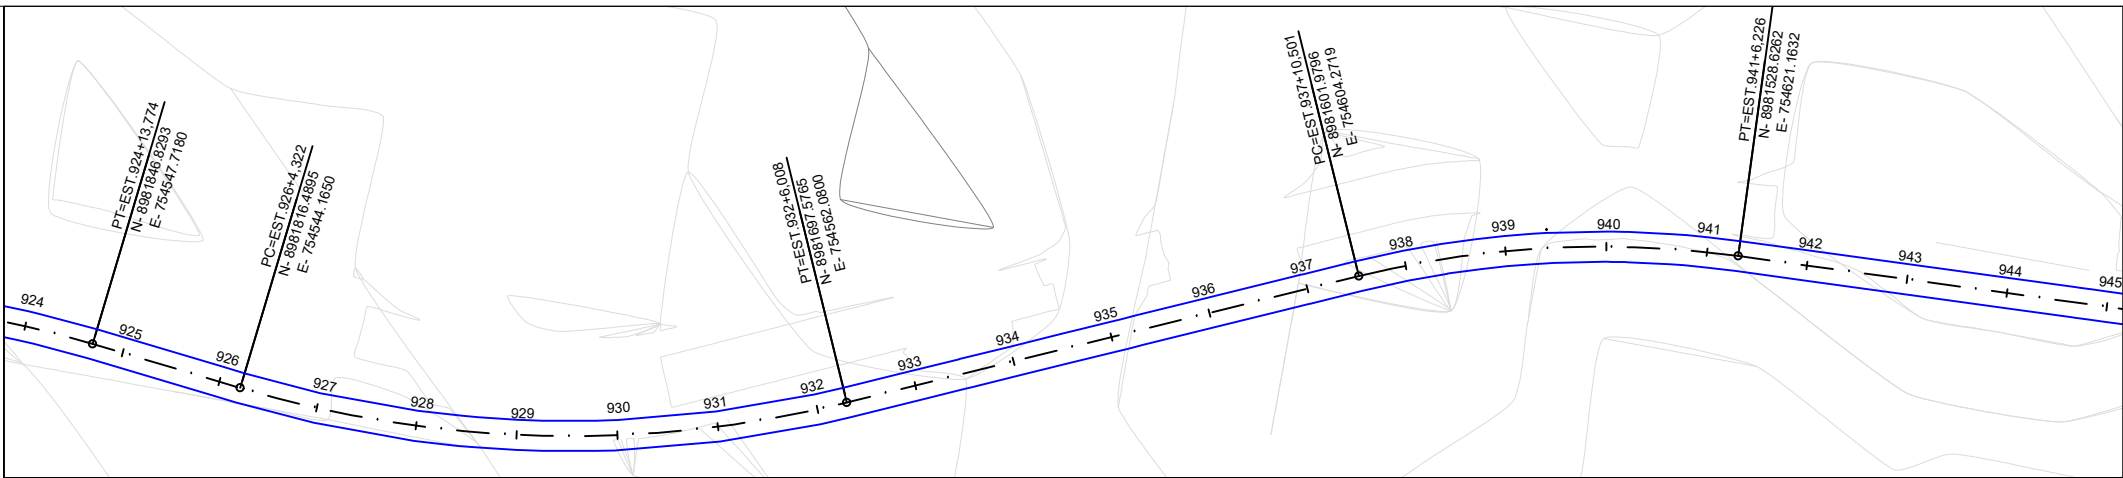 PT=EST.924+13,774
N- 8981846.8293
E- 754547.7180
PC=EST.926+4,322
N- 8981816.4895
E- 754544.1650
PT=EST.932+6,008
N- 8981697.5765
E- 754562.0800
PC=EST.937+10,501
N- 8981601.9796
E- 754604.2719
PT=EST.941+6,226
N- 8981528.6262
E- 754621.1632
924
925
926
927
928
929
930
931
932
933
934
935
936
937
938
939
940
941
942
943
944
945